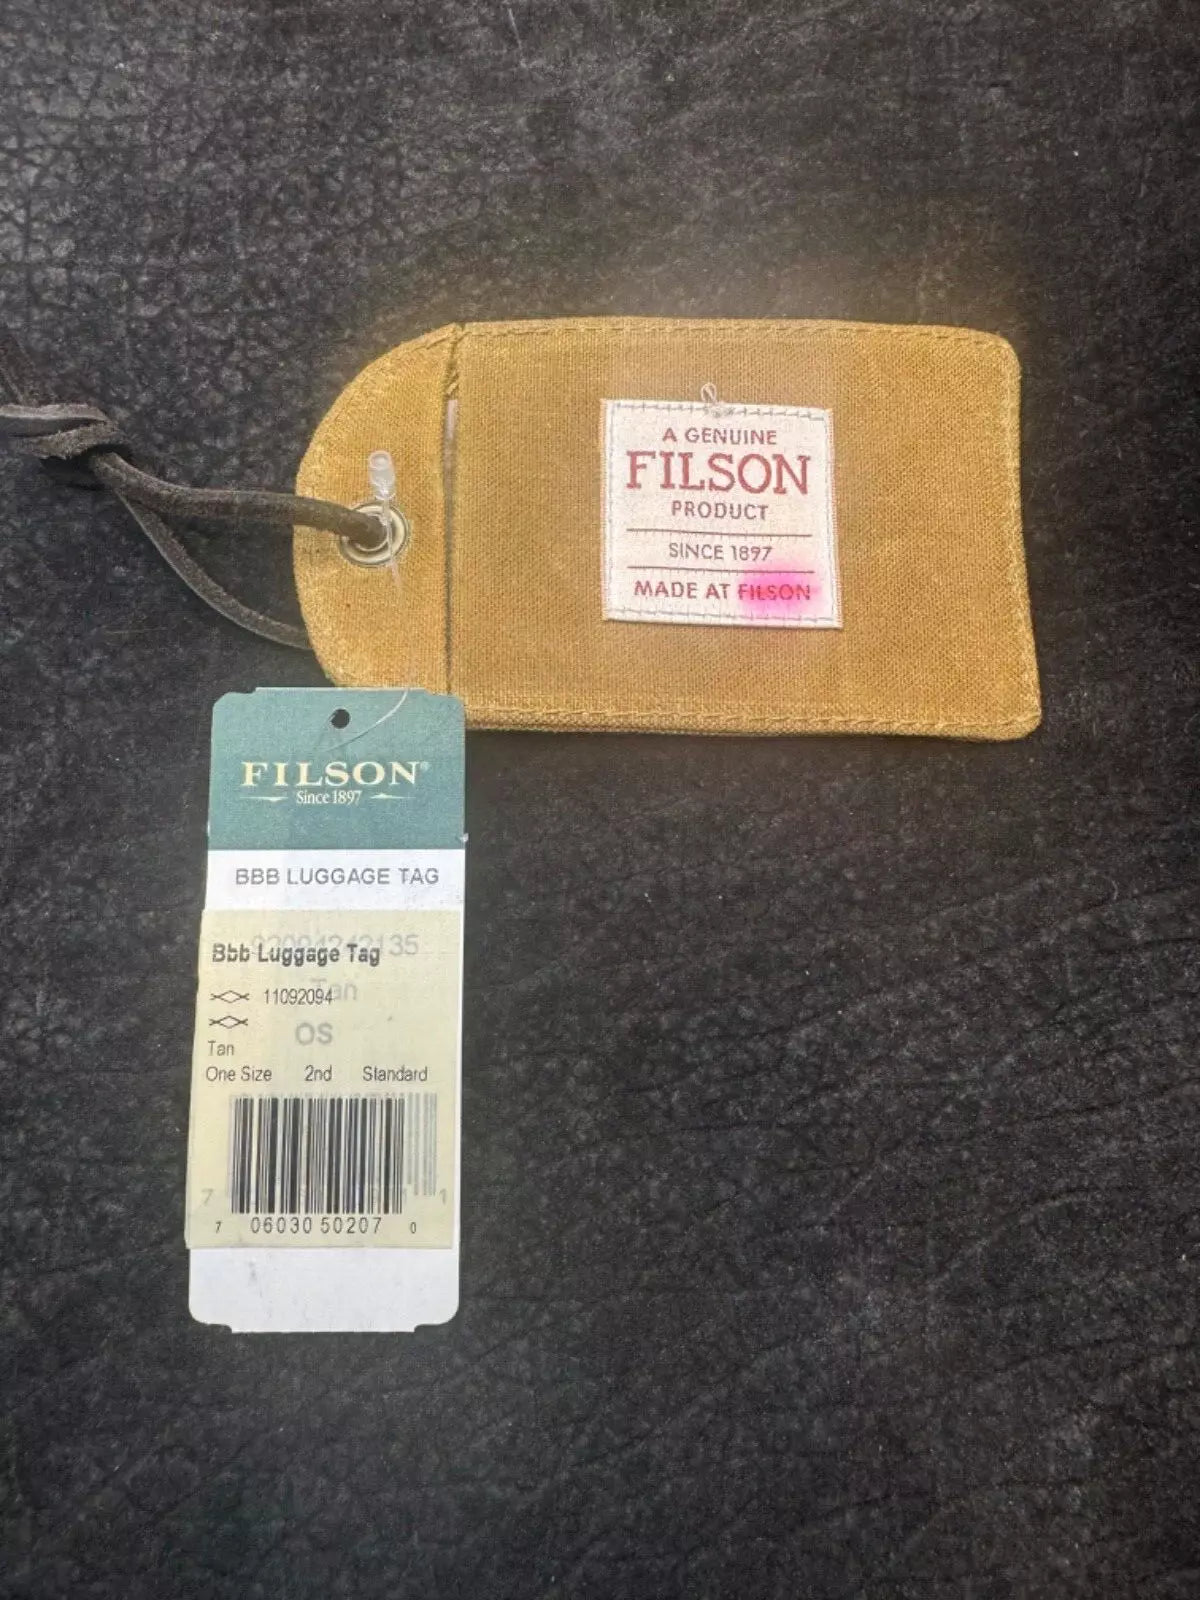 A GENUINE
FILSON
PRODUCT
SINCE 1897
MADE AT FILSON
FILSON®
Since 1897
BBB LUGGAGE TAG
Bbb Luggage Tag
11092094
Tan
OS
Tan
One Size 2nd Standard
7 06030 50207 0